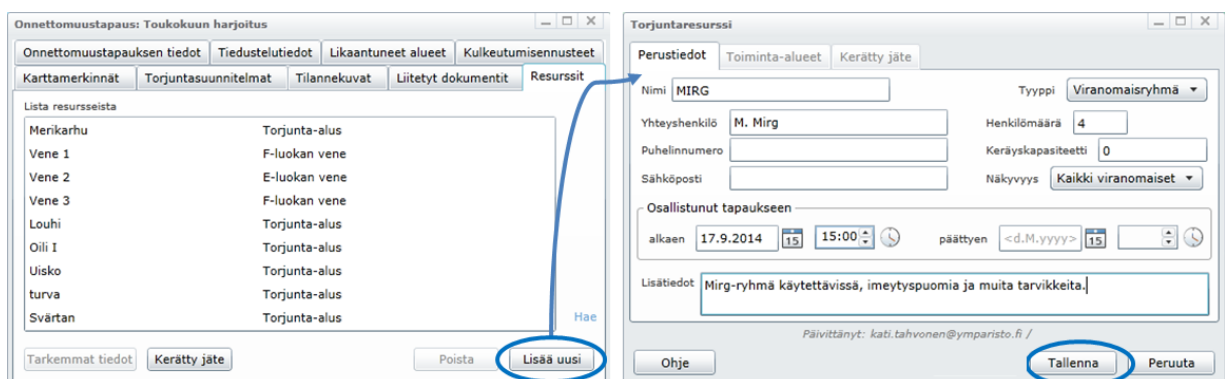 Onnettomuustapaus: Toukokuun harjoitus
Onnettomuustapauksen tiedot Tiedustelutiedot Likaantuneet alueet Kulkeutumisennusteet
Karttamerkinnät Torjuntasuunnitelmat Tilannekuvat Liitetyt dokumentit Resurssit
Lista resursseista
Merikarhu Torjunta-alus
Vene 1 F-luokan vene
Vene 2 E-luokan vene
Vene 3 F-luokan vene
Louhi Torjunta-alus
Oili I Torjunta-alus
Uisko Torjunta-alus
turva Torjunta-alus
Svärtan Torjunta-alus
Hae
Tarkemmat tiedot Kerätty jäte Poista Lisää uusi
Torjuntaresurssi
Perustiedot Toiminta-alueet Kerätty jäte
Nimi MIRG Tyyppi Viranomaisryhmä
Yhteyshenkilö M. Mirg Henkilömäärä 4
Puhelinnumero Keräyskapasiteetti 0
Sähköposti Näkyvyys Kaikki viranomaiset
Osallistunut tapaukseen
alkaen 17.9.2014 15 15:00 päättyen <d.M.yyyy> 15
Lisätiedot Mirg-ryhmä käytettävissä, imeytyspuomia ja muita tarvikkeita.
Päivittänyt: kati.tahvonen@ymparisto.fi /
Ohje Tallenna Peruuta